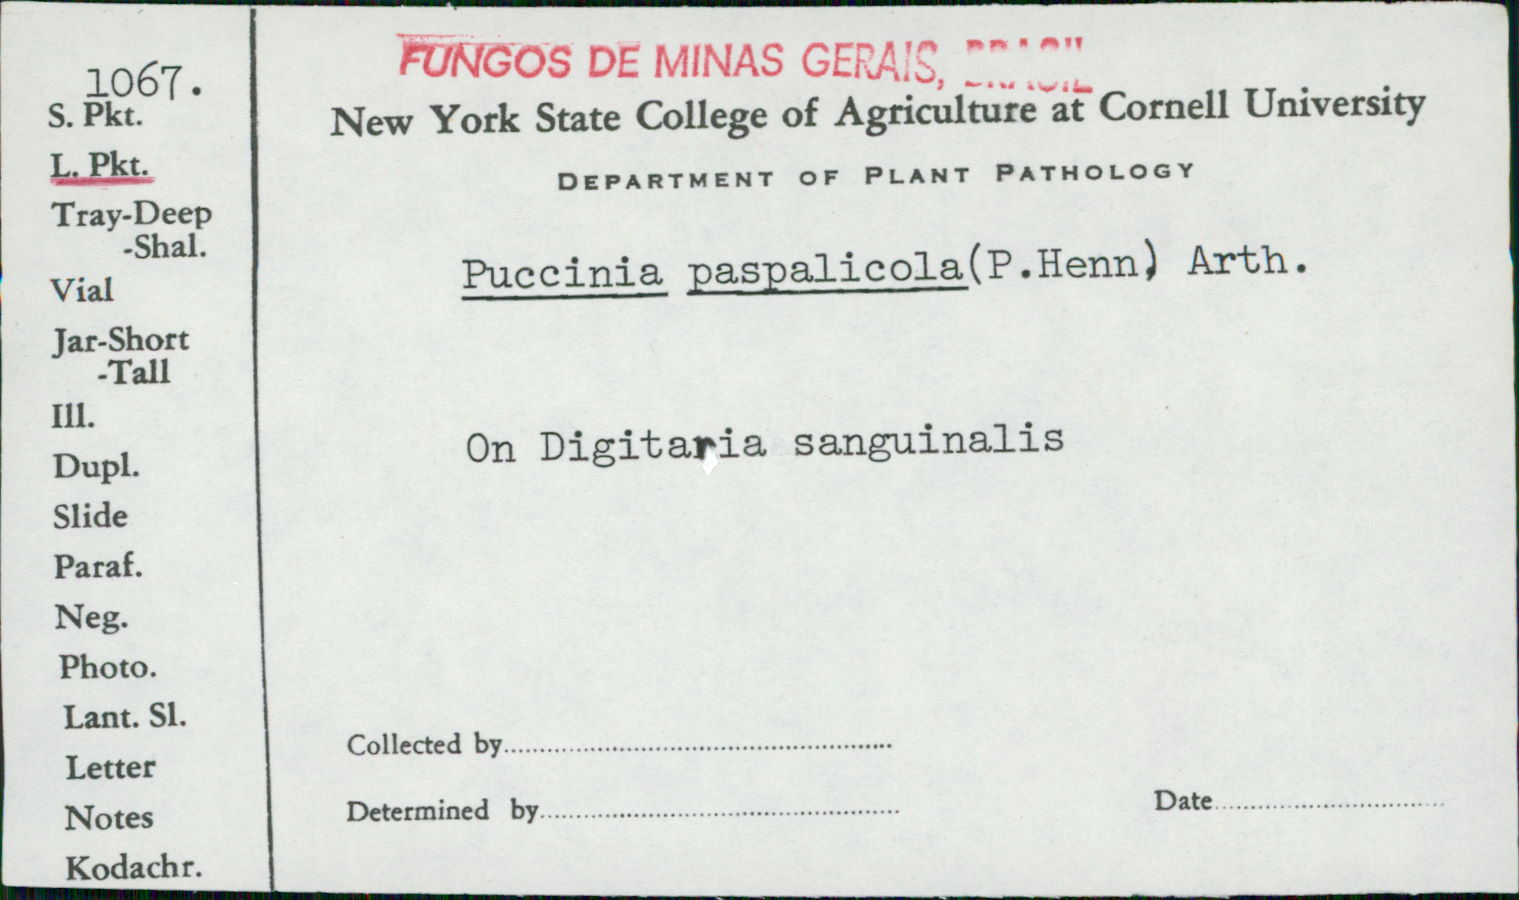 FUNGOS DE MINAS GERAIS, BRASIL
1067.
New York State College of Agriculture at Cornell University
DEPARTMENT OF PLANT PATHOLOGY
S. Pkt.
L. Pkt.
Tray-Deep
-Shal.
Vial
Jar-Short
-Tall
Ill.
Dupl.
Slide
Paraf.
Neg.
Photo.
Lant. Sl.
Letter
Notes
Kodachr.
Puccinia paspalicola(P.Henn) Arth.
On Digitaria sanguinalis
Collected by
Determined by
Date